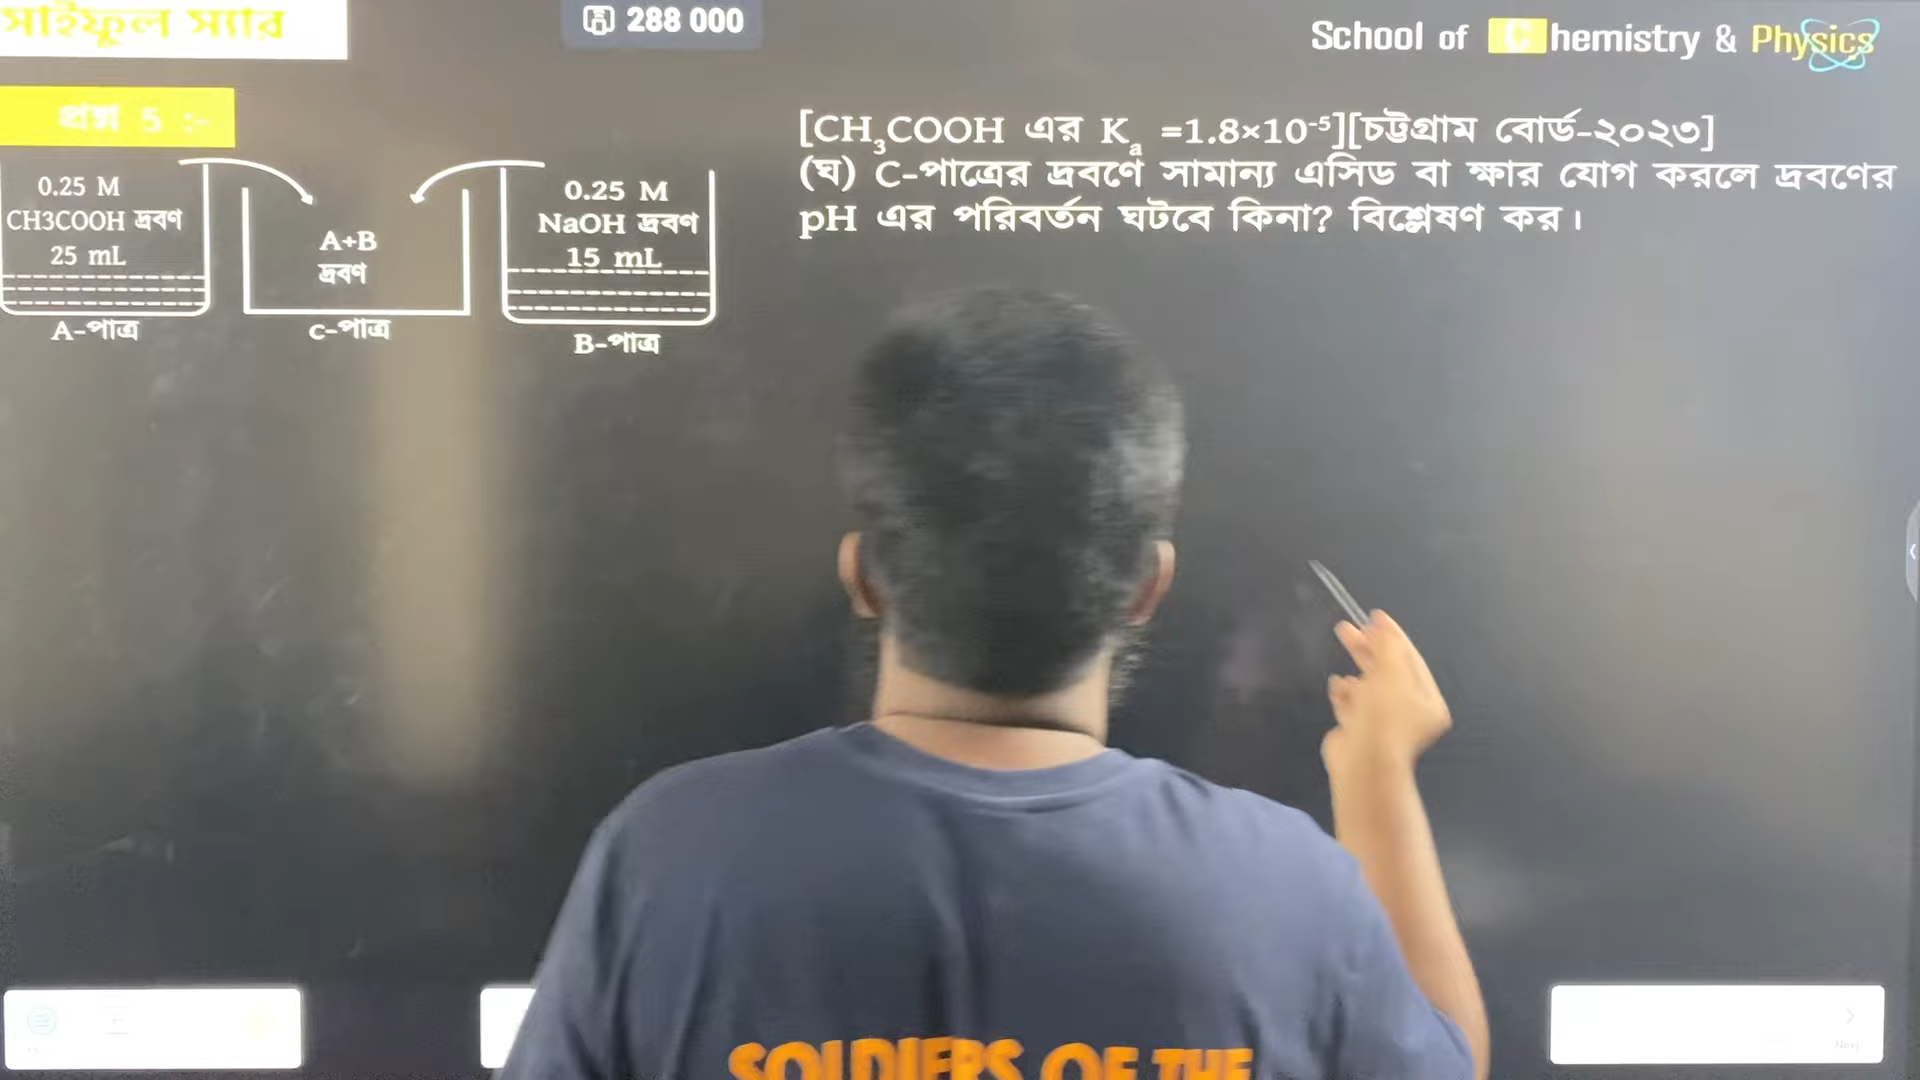 সাইফুল স্যার
288 000
School of Chemistry & Physics
প্রশ্ন 5 :-
[CH₃COOH এর Kₐ =1.8×10⁻⁵][চট্টগ্রাম বোর্ড-২০২৩]
(ঘ) C-পাত্রের দ্রবণে সামান্য এসিড বা ক্ষার যোগ করলে দ্রবণের
pH এর পরিবর্তন ঘটবে কিনা? বিশ্লেষণ কর।
0.25 M
CH3COOH দ্রবণ
25 mL
A-পাত্র
A+B
দ্রবণ
c-পাত্র
0.25 M
NaOH দ্রবণ
15 mL
B-পাত্র
SOLDIERS OF THE
Next